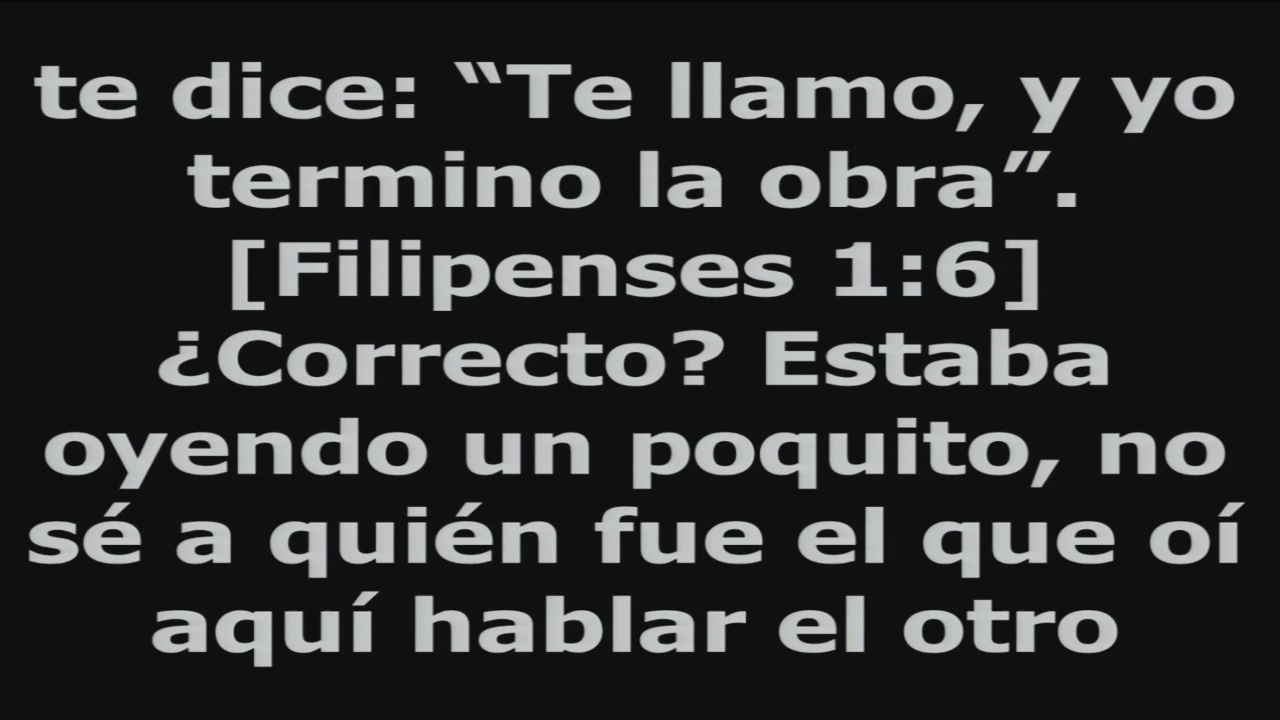 te dice: “Te llamo, y yo
termino la obra”.
[Filipenses 1:6]
¿Correcto? Estaba
oyendo un poquito, no
sé a quién fue el que oí
aquí hablar el otro